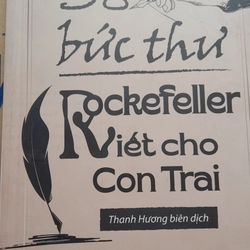 bức thư
Rockefeller
Viết cho
Con Trai
Thanh Hương biên dịch